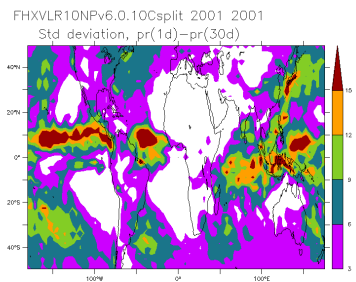 FHXVLR10NPv6.0.10Csplit 2001 2001
Std deviation, pr(1d)-pr(30d)
40°N
20°N
0°
20°S
40°S
100°W 0° 100°E
15
12
9
6
3